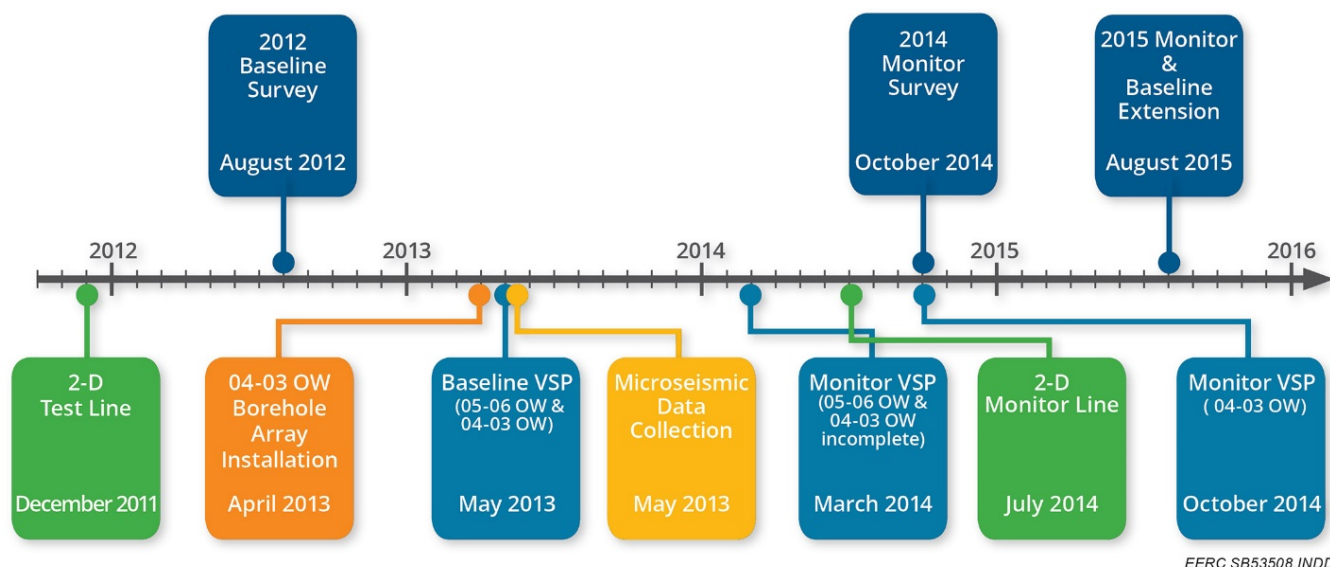 2012
Baseline
Survey
August 2012
2014
Monitor
Survey
October 2014
2015 Monitor
&
Baseline
Extension
August 2015
2012
2013
2014
2015
2016
2-D
Test Line
December 2011
04-03 OW
Borehole
Array
Installation
April 2013
Baseline VSP
(05-06 OW &
04-03 OW)
May 2013
Microseismic
Data
Collection
May 2013
Monitor VSP
(05-06 OW &
04-03 OW
incomplete)
March 2014
2-D
Monitor Line
July 2014
Monitor VSP
( 04-03 OW)
October 2014
EERC SB53508.INDD